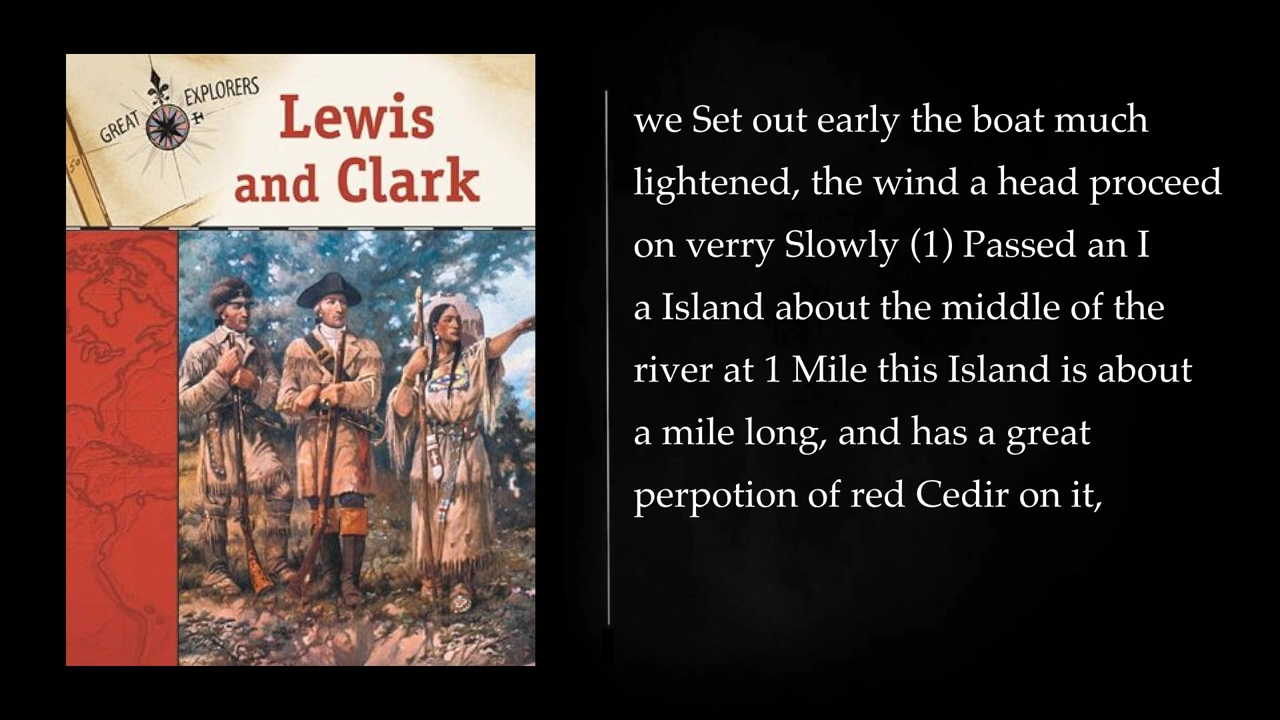 GREAT EXPLORERS
Lewis
and Clark
50
we Set out early the boat much
lightened, the wind a head proceed
on verry Slowly (1) Passed an I
a Island about the middle of the
river at 1 Mile this Island is about
a mile long, and has a great
perpotion of red Cedir on it,